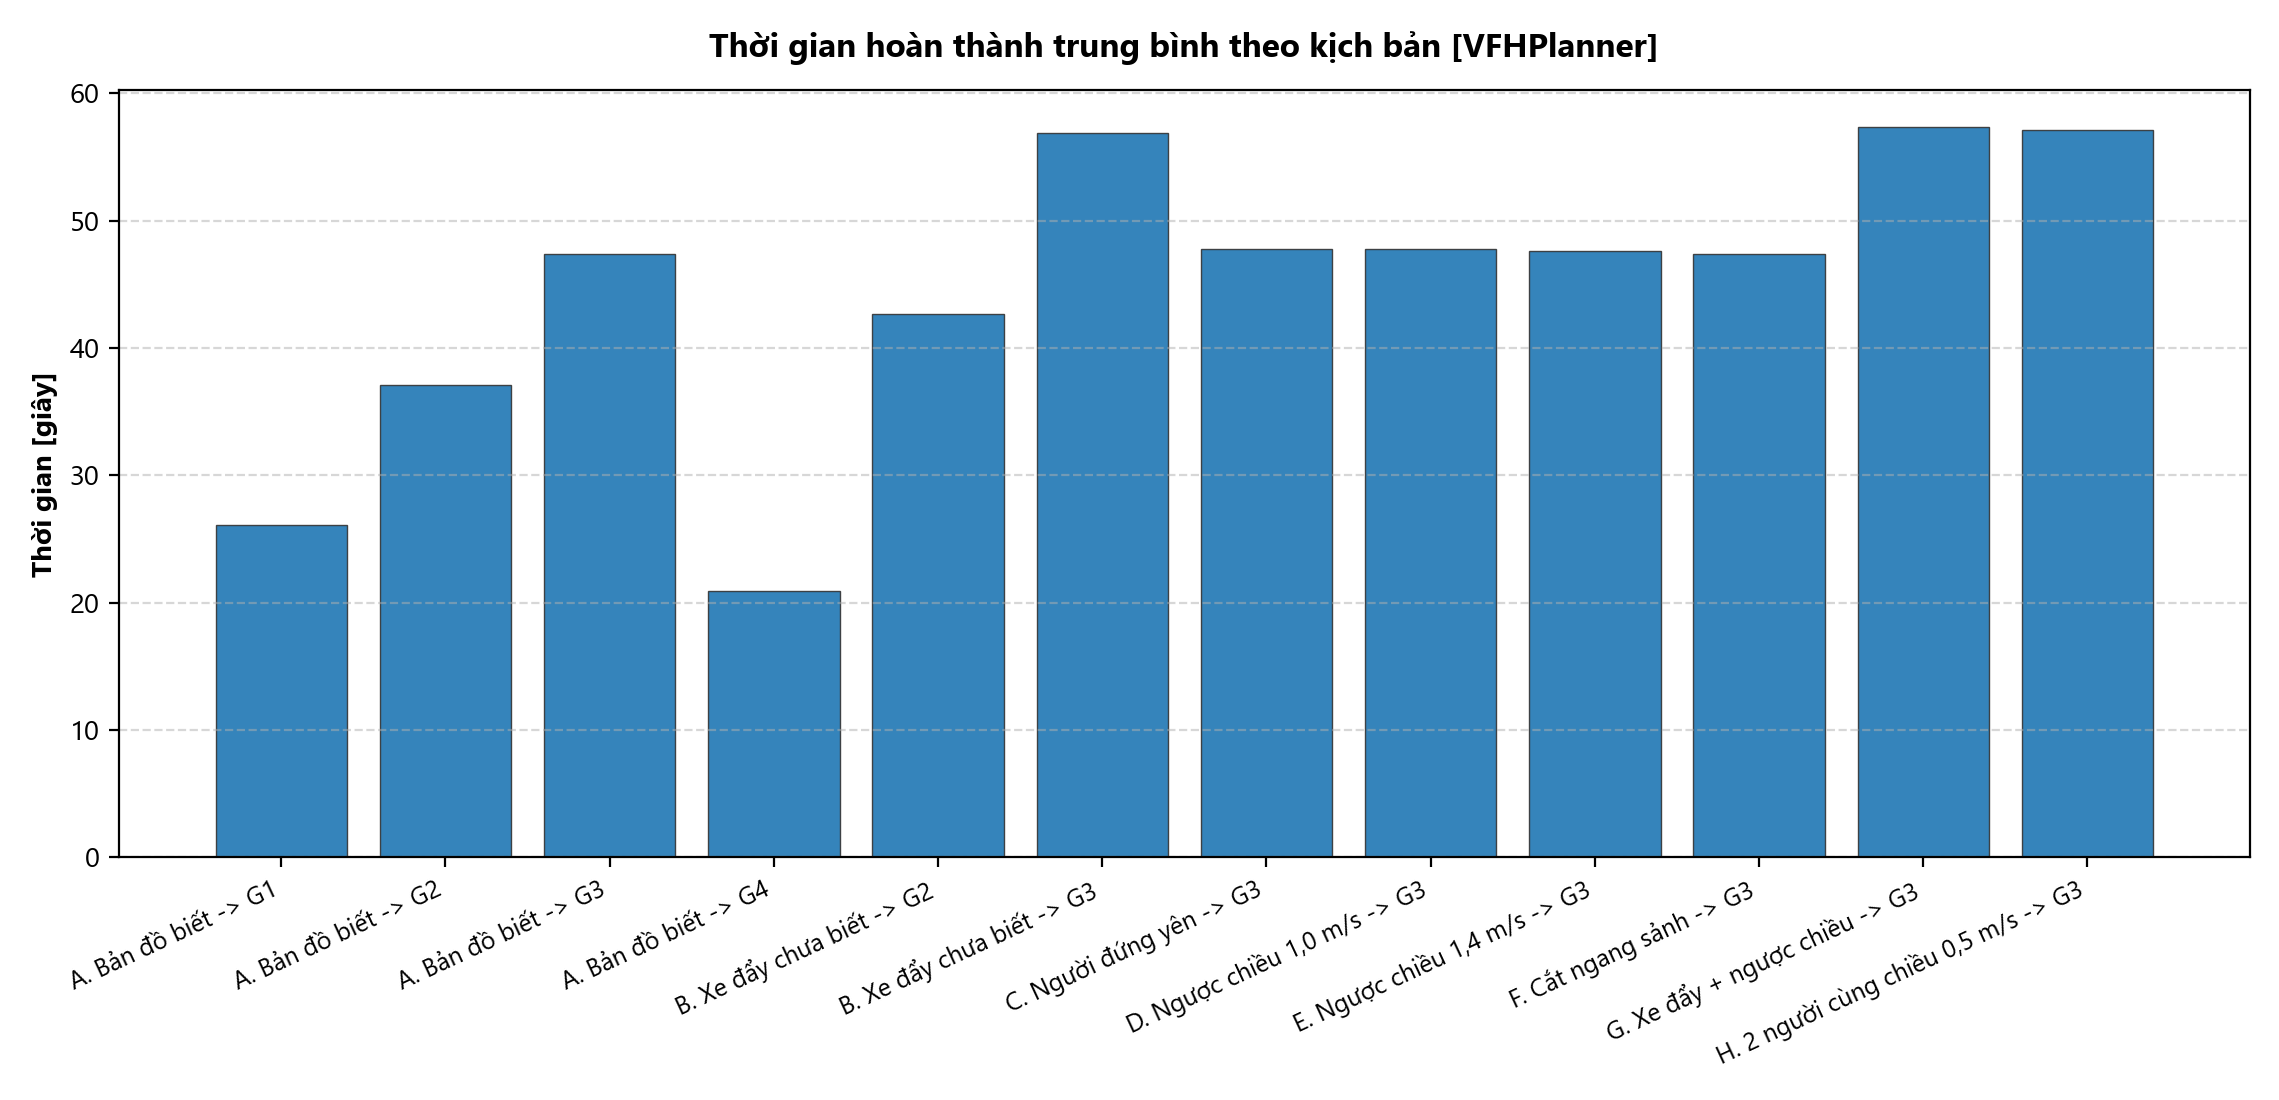 Thời gian hoàn thành trung bình theo kịch bản [VFHPlanner]
Thời gian [giây]
60
50
40
30
20
10
0
A. Bản đồ biết -> G1
A. Bản đồ biết -> G2
A. Bản đồ biết -> G3
A. Bản đồ biết -> G4
B. Xe đẩy chưa biết -> G2
B. Xe đẩy chưa biết -> G3
C. Người đứng yên -> G3
D. Ngược chiều 1,0 m/s -> G3
E. Ngược chiều 1,4 m/s -> G3
F. Cắt ngang sảnh -> G3
G. Xe đẩy + ngược chiều -> G3
H. 2 người cùng chiều 0,5 m/s -> G3